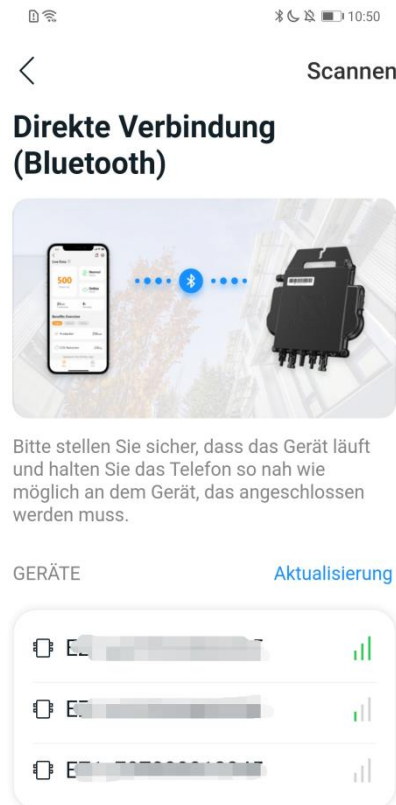 10:50
Scannen
Direkte Verbindung
(Bluetooth)
500
Bitte stellen Sie sicher, dass das Gerät läuft
und halten Sie das Telefon so nah wie
möglich an dem Gerät, das angeschlossen
werden muss.
GERÄTE
Aktualisierung